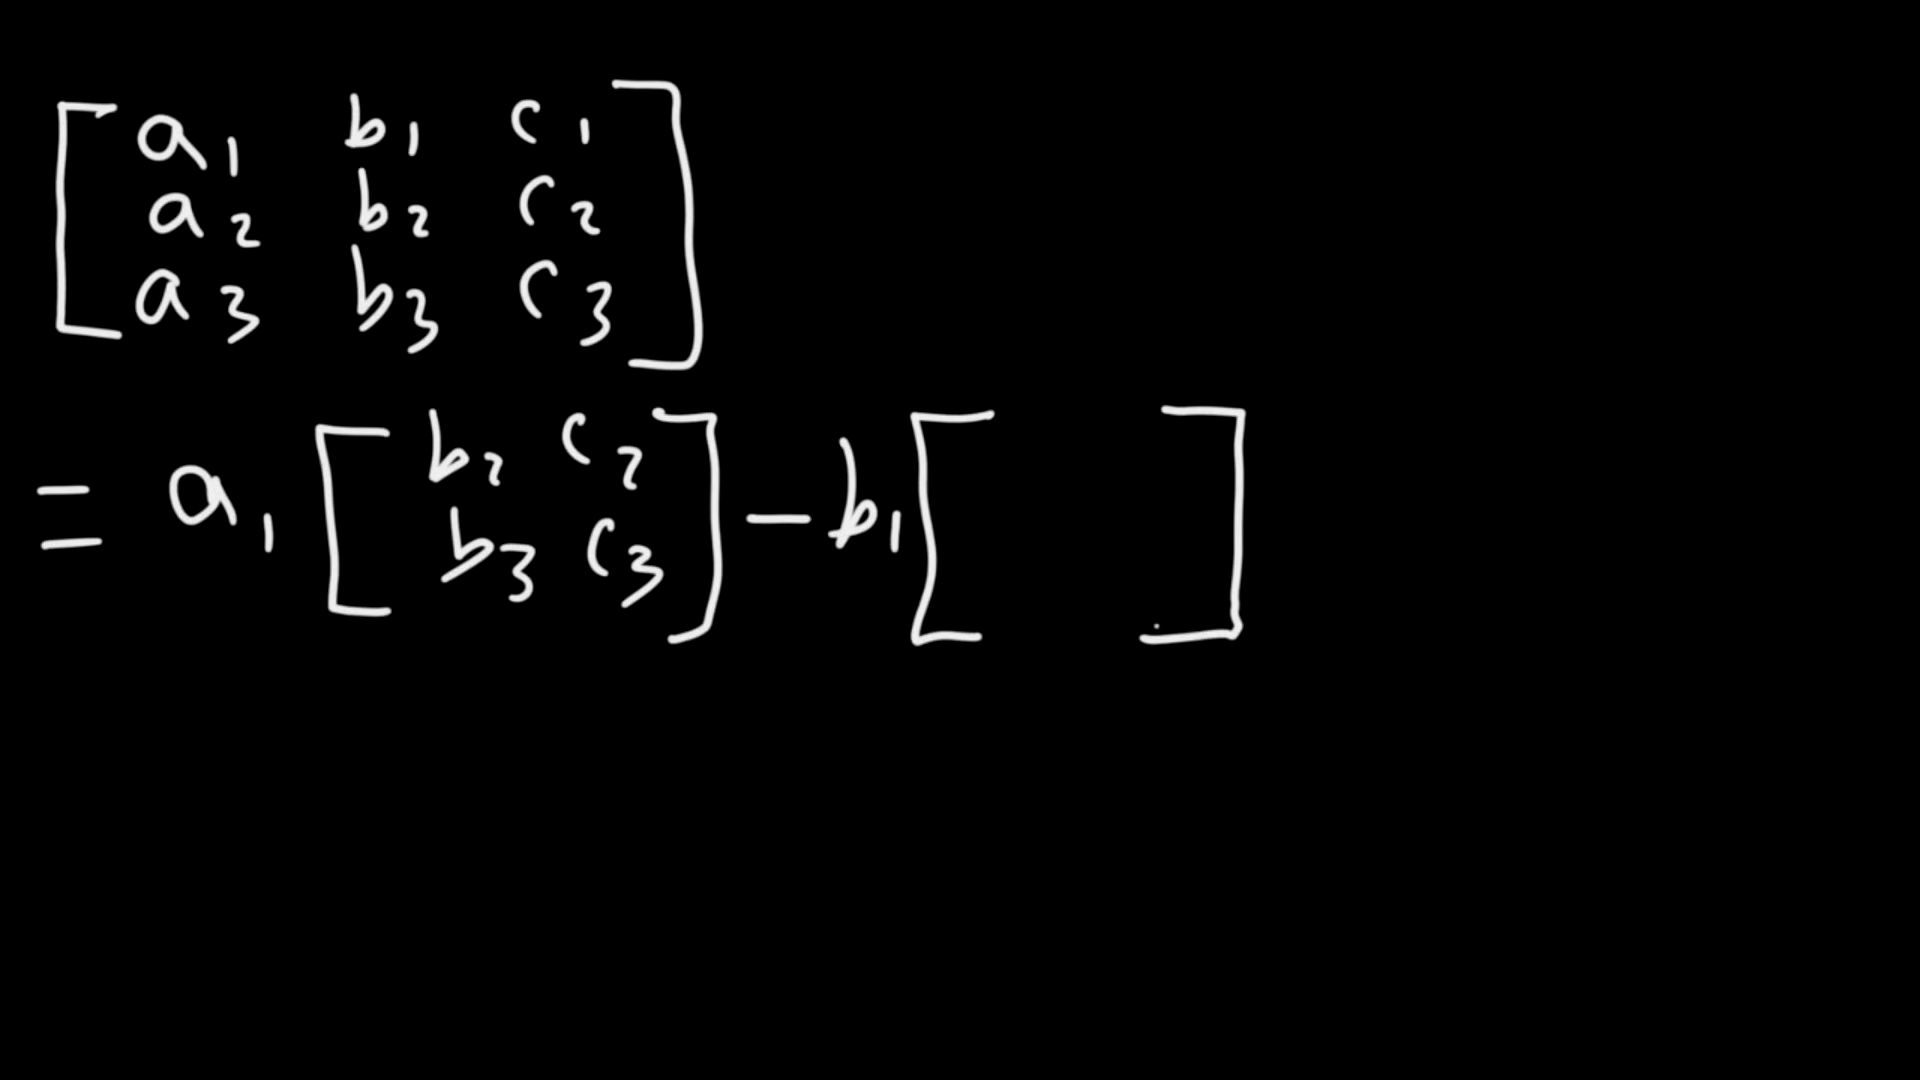 [ a₁ b₁ c₁
a₂ b₂ c₂
a₃ b₃ c₃ ]
= a₁ [ b₂ c₂
b₃ c₃ ] − b₁ [ ]